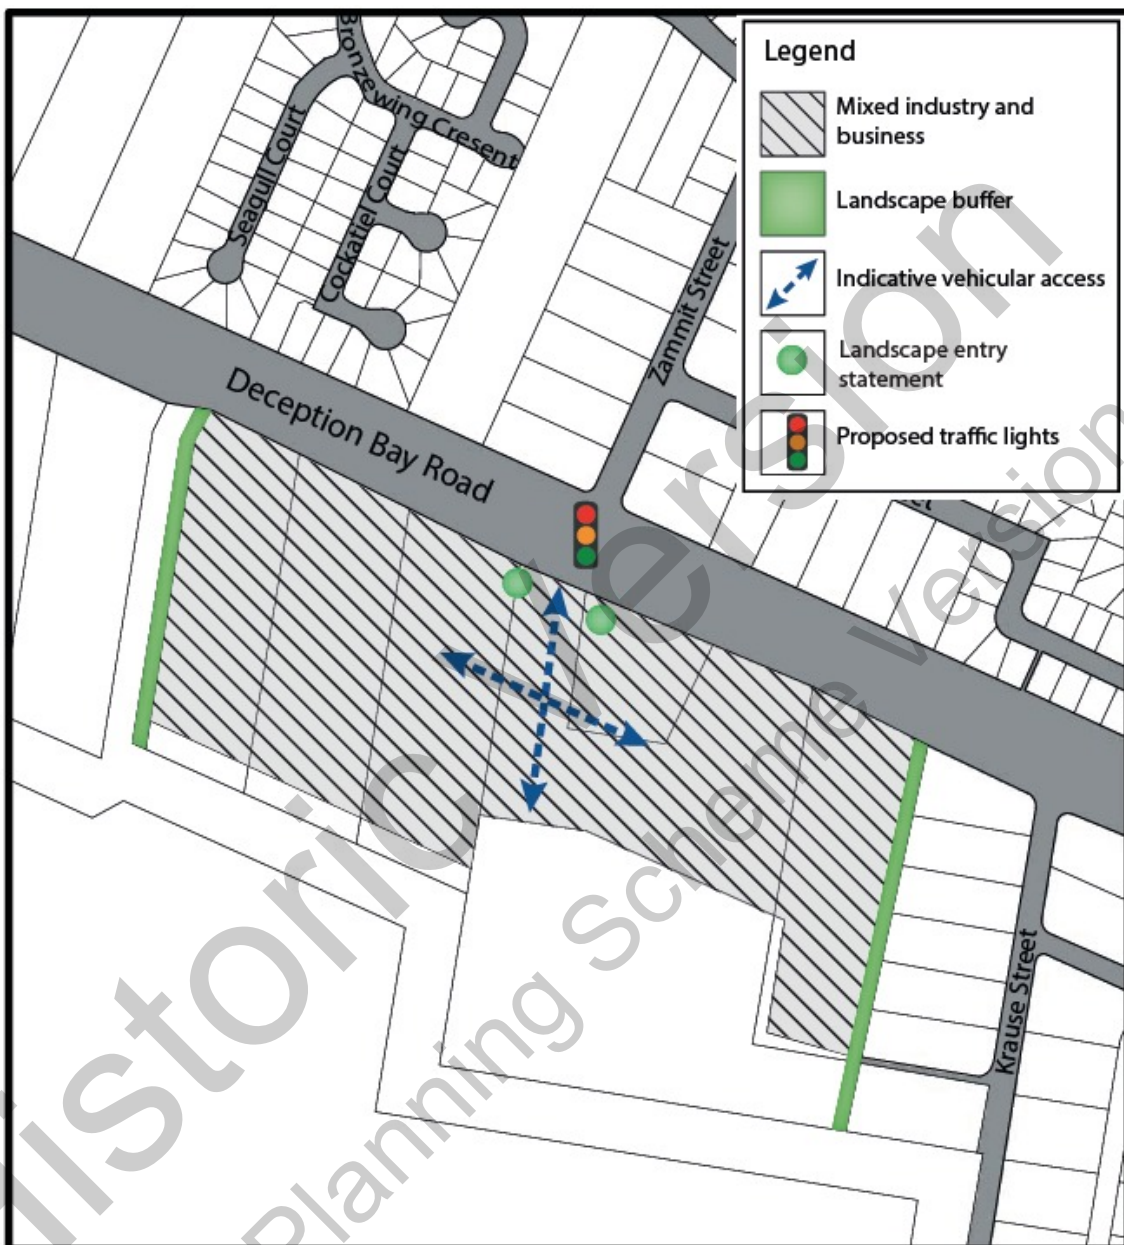 Legend
Mixed industry and
business
Landscape buffer
Indicative vehicular access
Landscape entry
statement
Proposed traffic lights
Bronzewing Cresent
Seagull Court
Cockatiel Court
Zammit Street
Deception Bay Road
Krause Street
Version
Planning Scheme Version